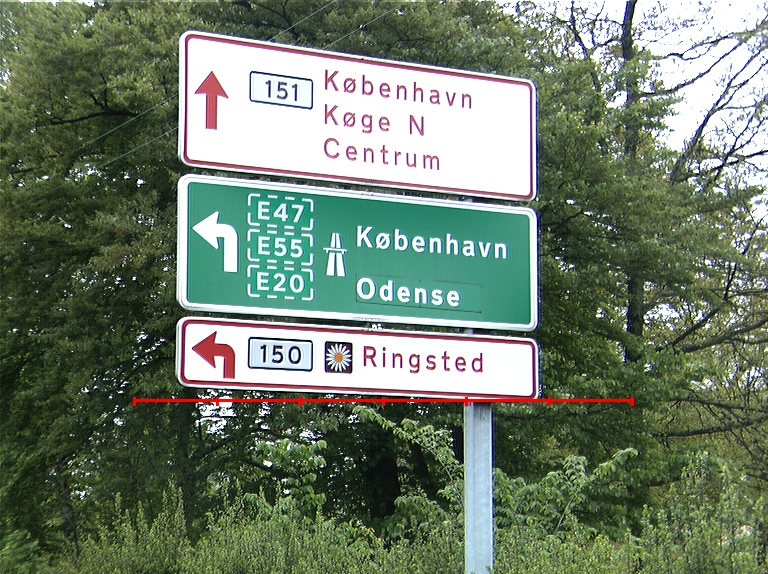 151 København
Køge N
Centrum
E47
E55 København
E20 Odense
150 Ringsted